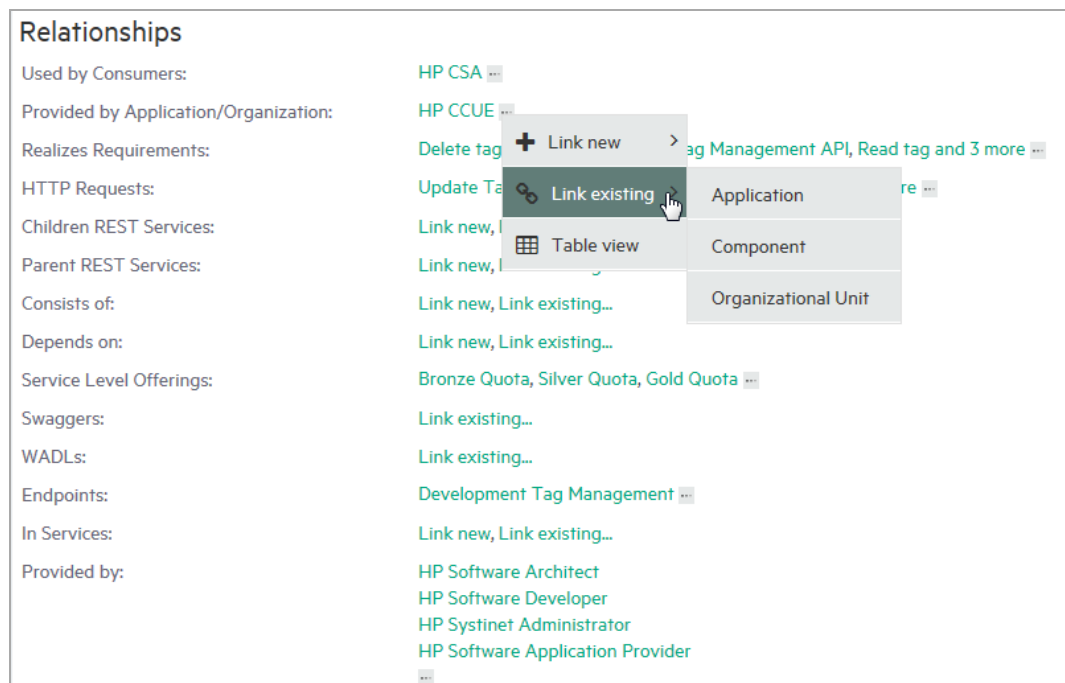 Relationships
Used by Consumers: HP CSA ...
Provided by Application/Organization: HP CCUE ...
Link new >
Realizes Requirements: Delete tag ag Management API, Read tag and 3 more ...
HTTP Requests: Update Ta re ...
Link existing > Application
Children REST Services: Link new,
Table view Component
Parent REST Services: Link new,
Organizational Unit
Consists of: Link new, Link existing...
Depends on: Link new, Link existing...
Service Level Offerings: Bronze Quota, Silver Quota, Gold Quota ...
Swaggers: Link existing...
WADLs: Link existing...
Endpoints: Development Tag Management ...
In Services: Link new, Link existing...
Provided by: HP Software Architect
HP Software Developer
HP Systinet Administrator
HP Software Application Provider
...